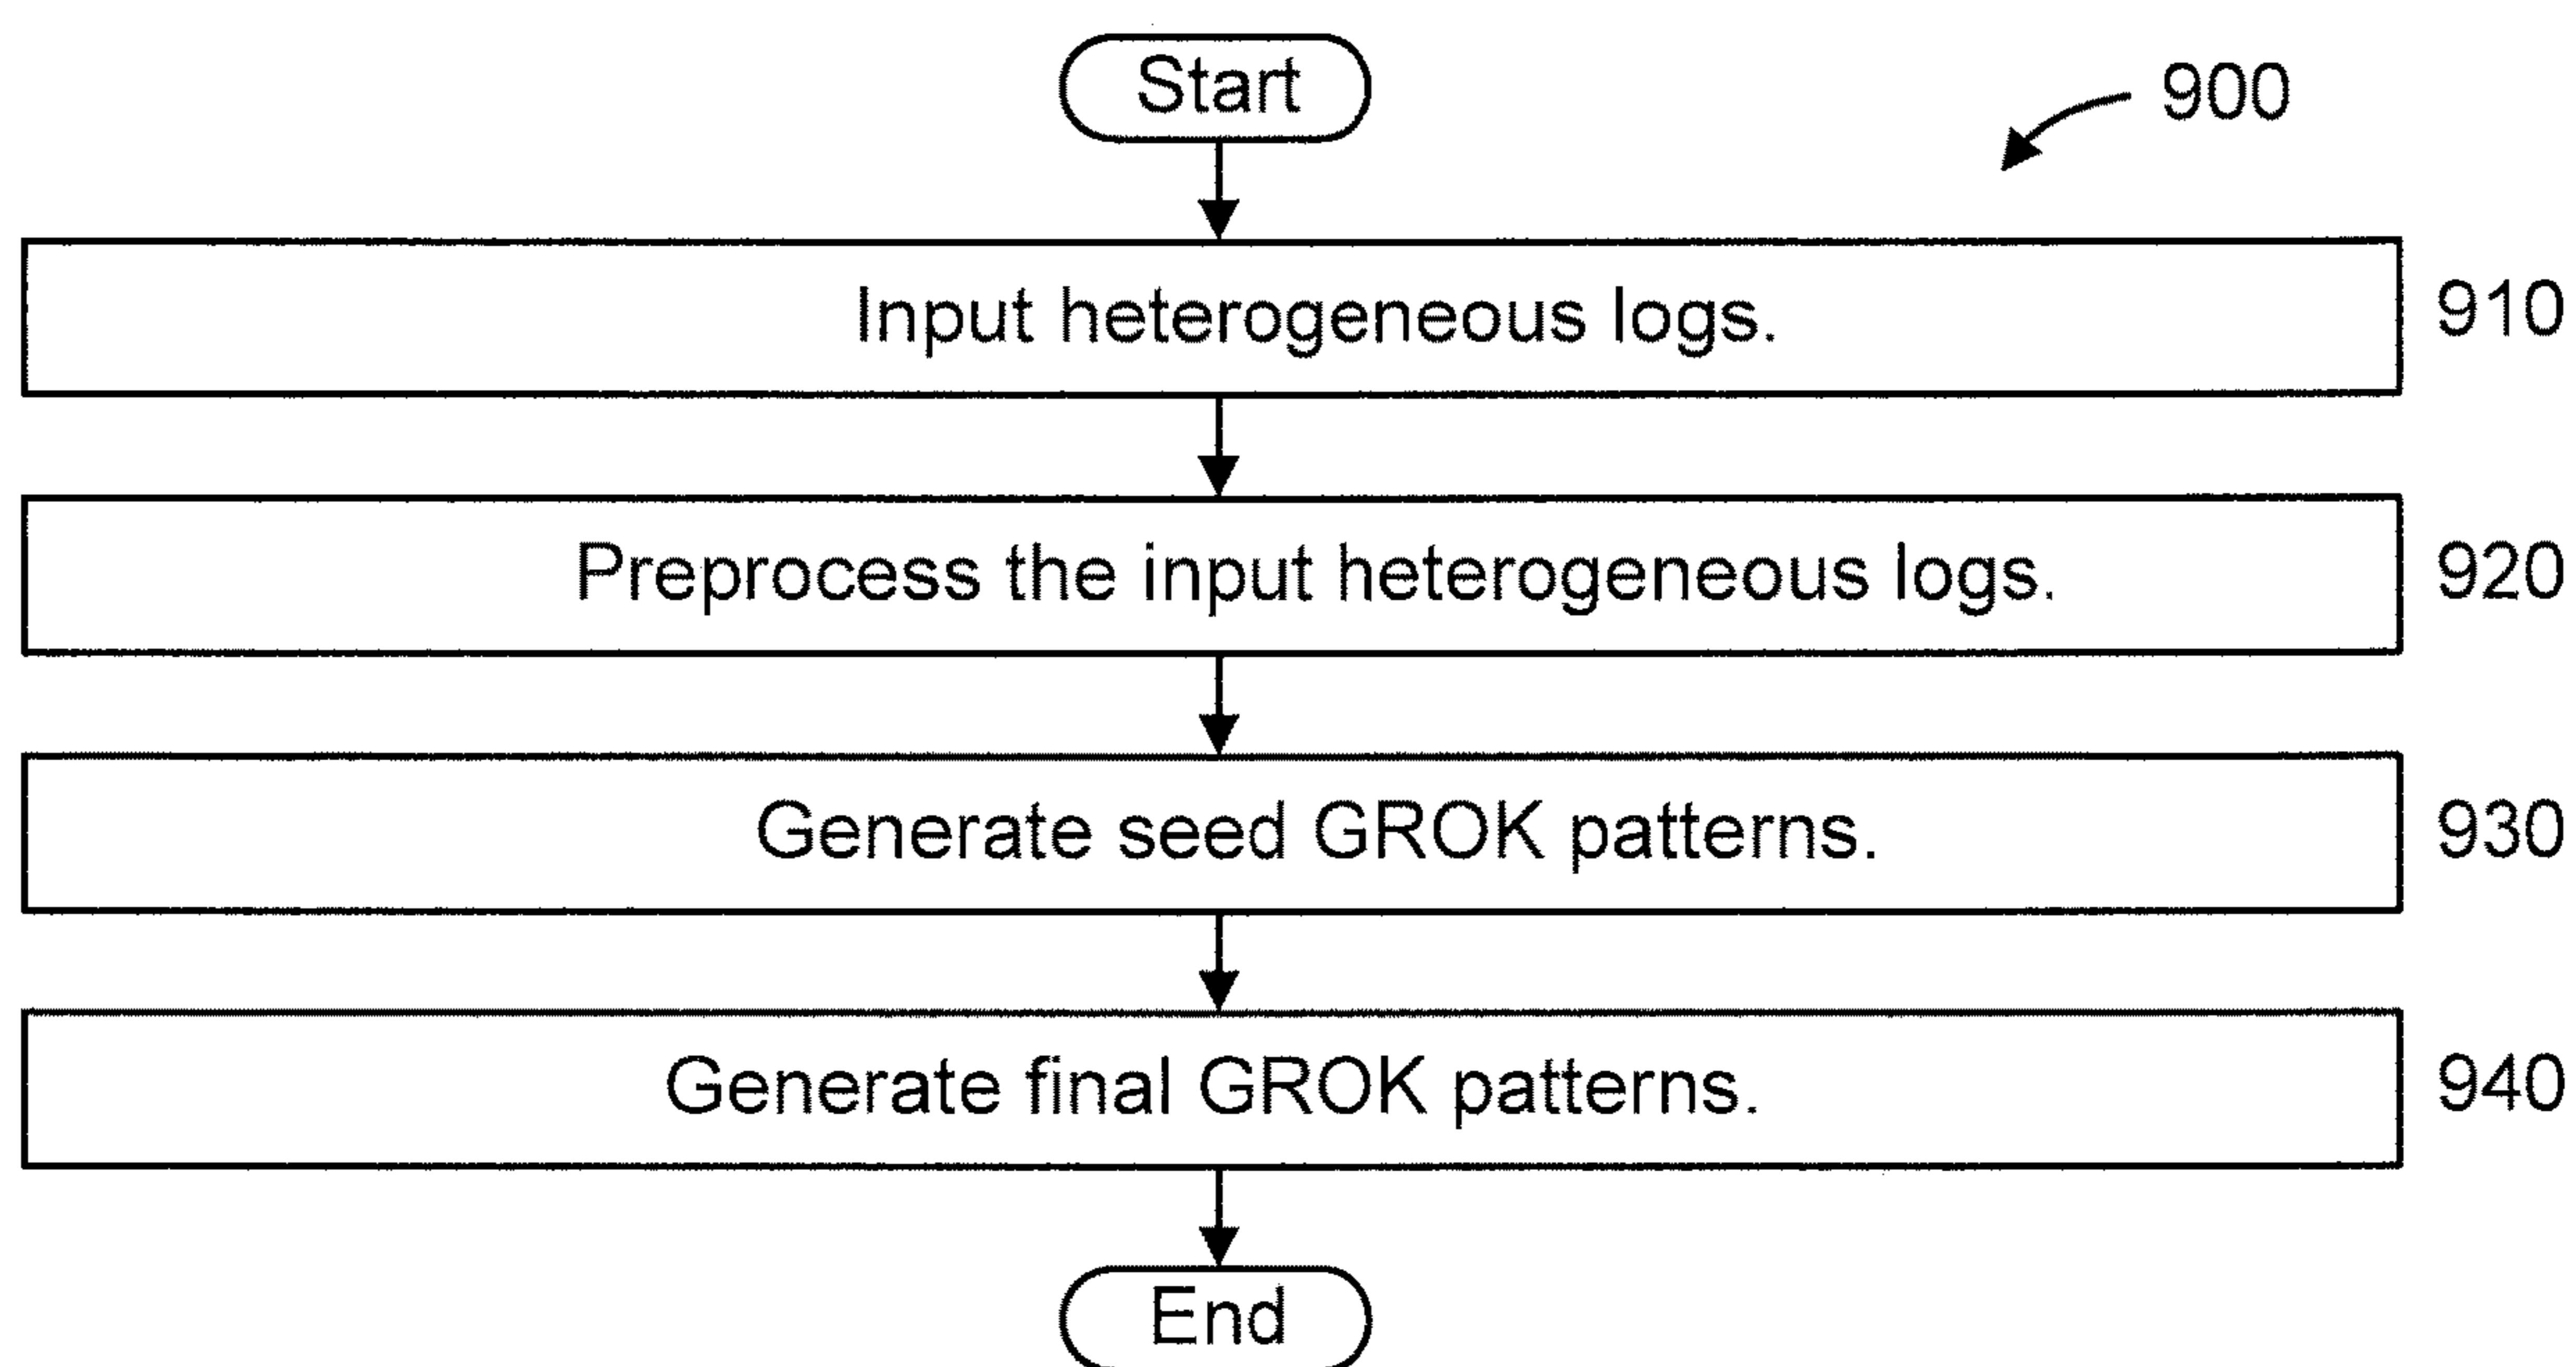 Start
900
Input heterogeneous logs.
910
Preprocess the input heterogeneous logs.
920
Generate seed GROK patterns.
930
Generate final GROK patterns.
940
End